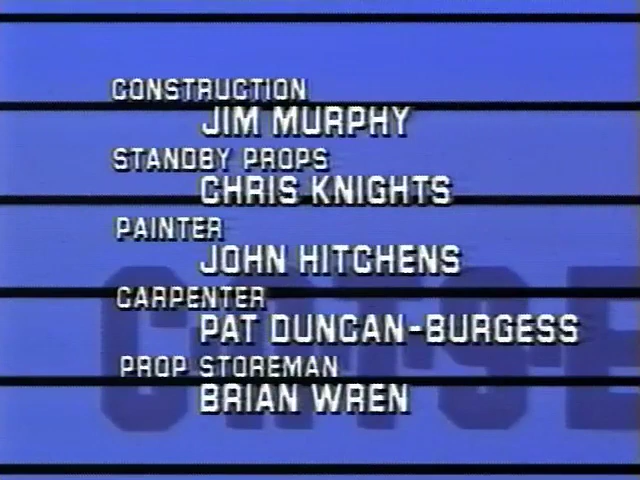 CONSTRUCTION
JIM MURPHY
STANDBY PROPS
CHRIS KNIGHTS
PAINTER
JOHN HITCHENS
CARPENTER
PAT DUNCAN-BURGESS
PROP STOREMAN
BRIAN WREN